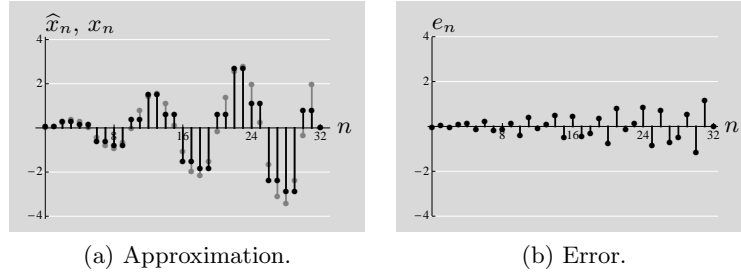 x̂ₙ, xₙ
4
2
8 16 24 32 n
−2
−4
(a) Approximation.
eₙ
4
2
8 16 24 32 n
−2
−4
(b) Error.